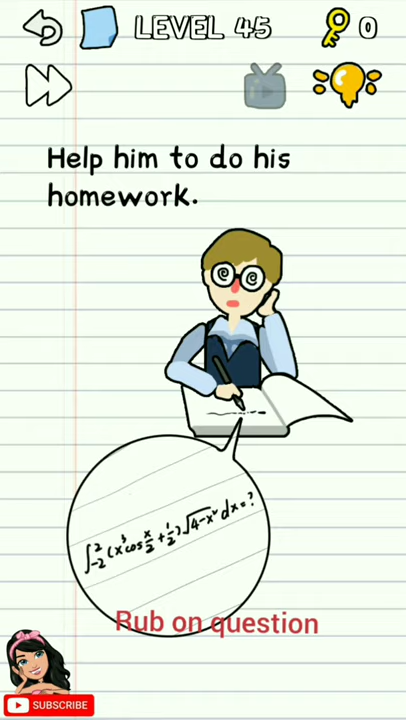 LEVEL 45
0
Help him to do his
homework.
∫₋₂² (x³cos x/2 + 1/2)√4-x² dx=?
Rub on question
SUBSCRIBE